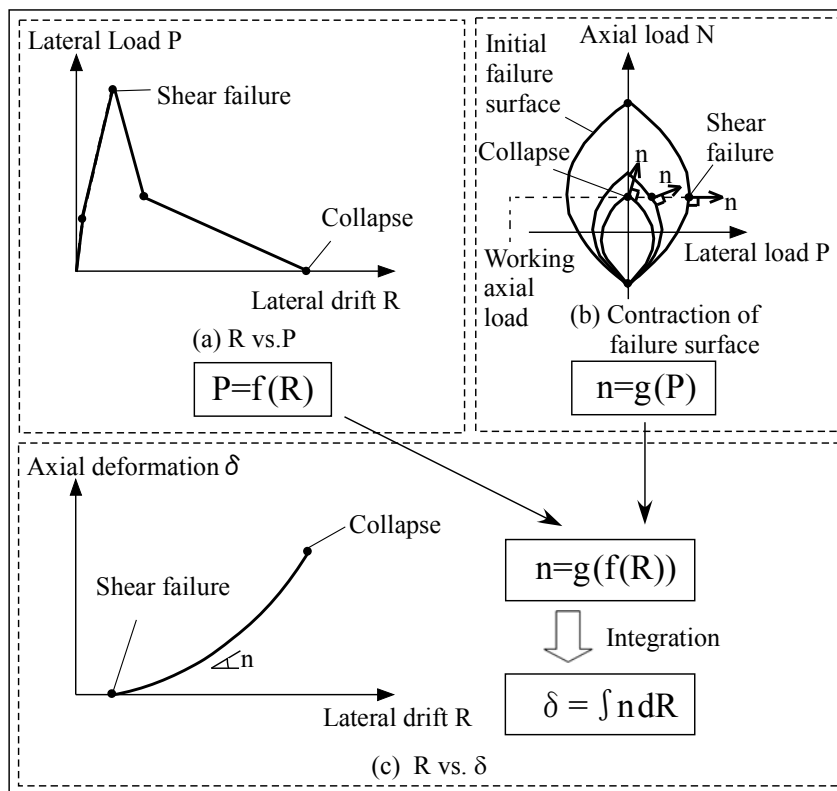 Lateral Load P
Shear failure
Collapse
Lateral drift R
(a) R vs.P
P=f(R)
Axial load N
Initial
failure
surface
Collapse
n
n
Shear
failure
n
Working
axial
load
Lateral load P
(b) Contraction of
failure surface
n=g(P)
Axial deformation δ
Collapse
Shear failure
n
Lateral drift R
n=g(f(R))
Integration
δ = ∫ndR
(c) R vs. δ